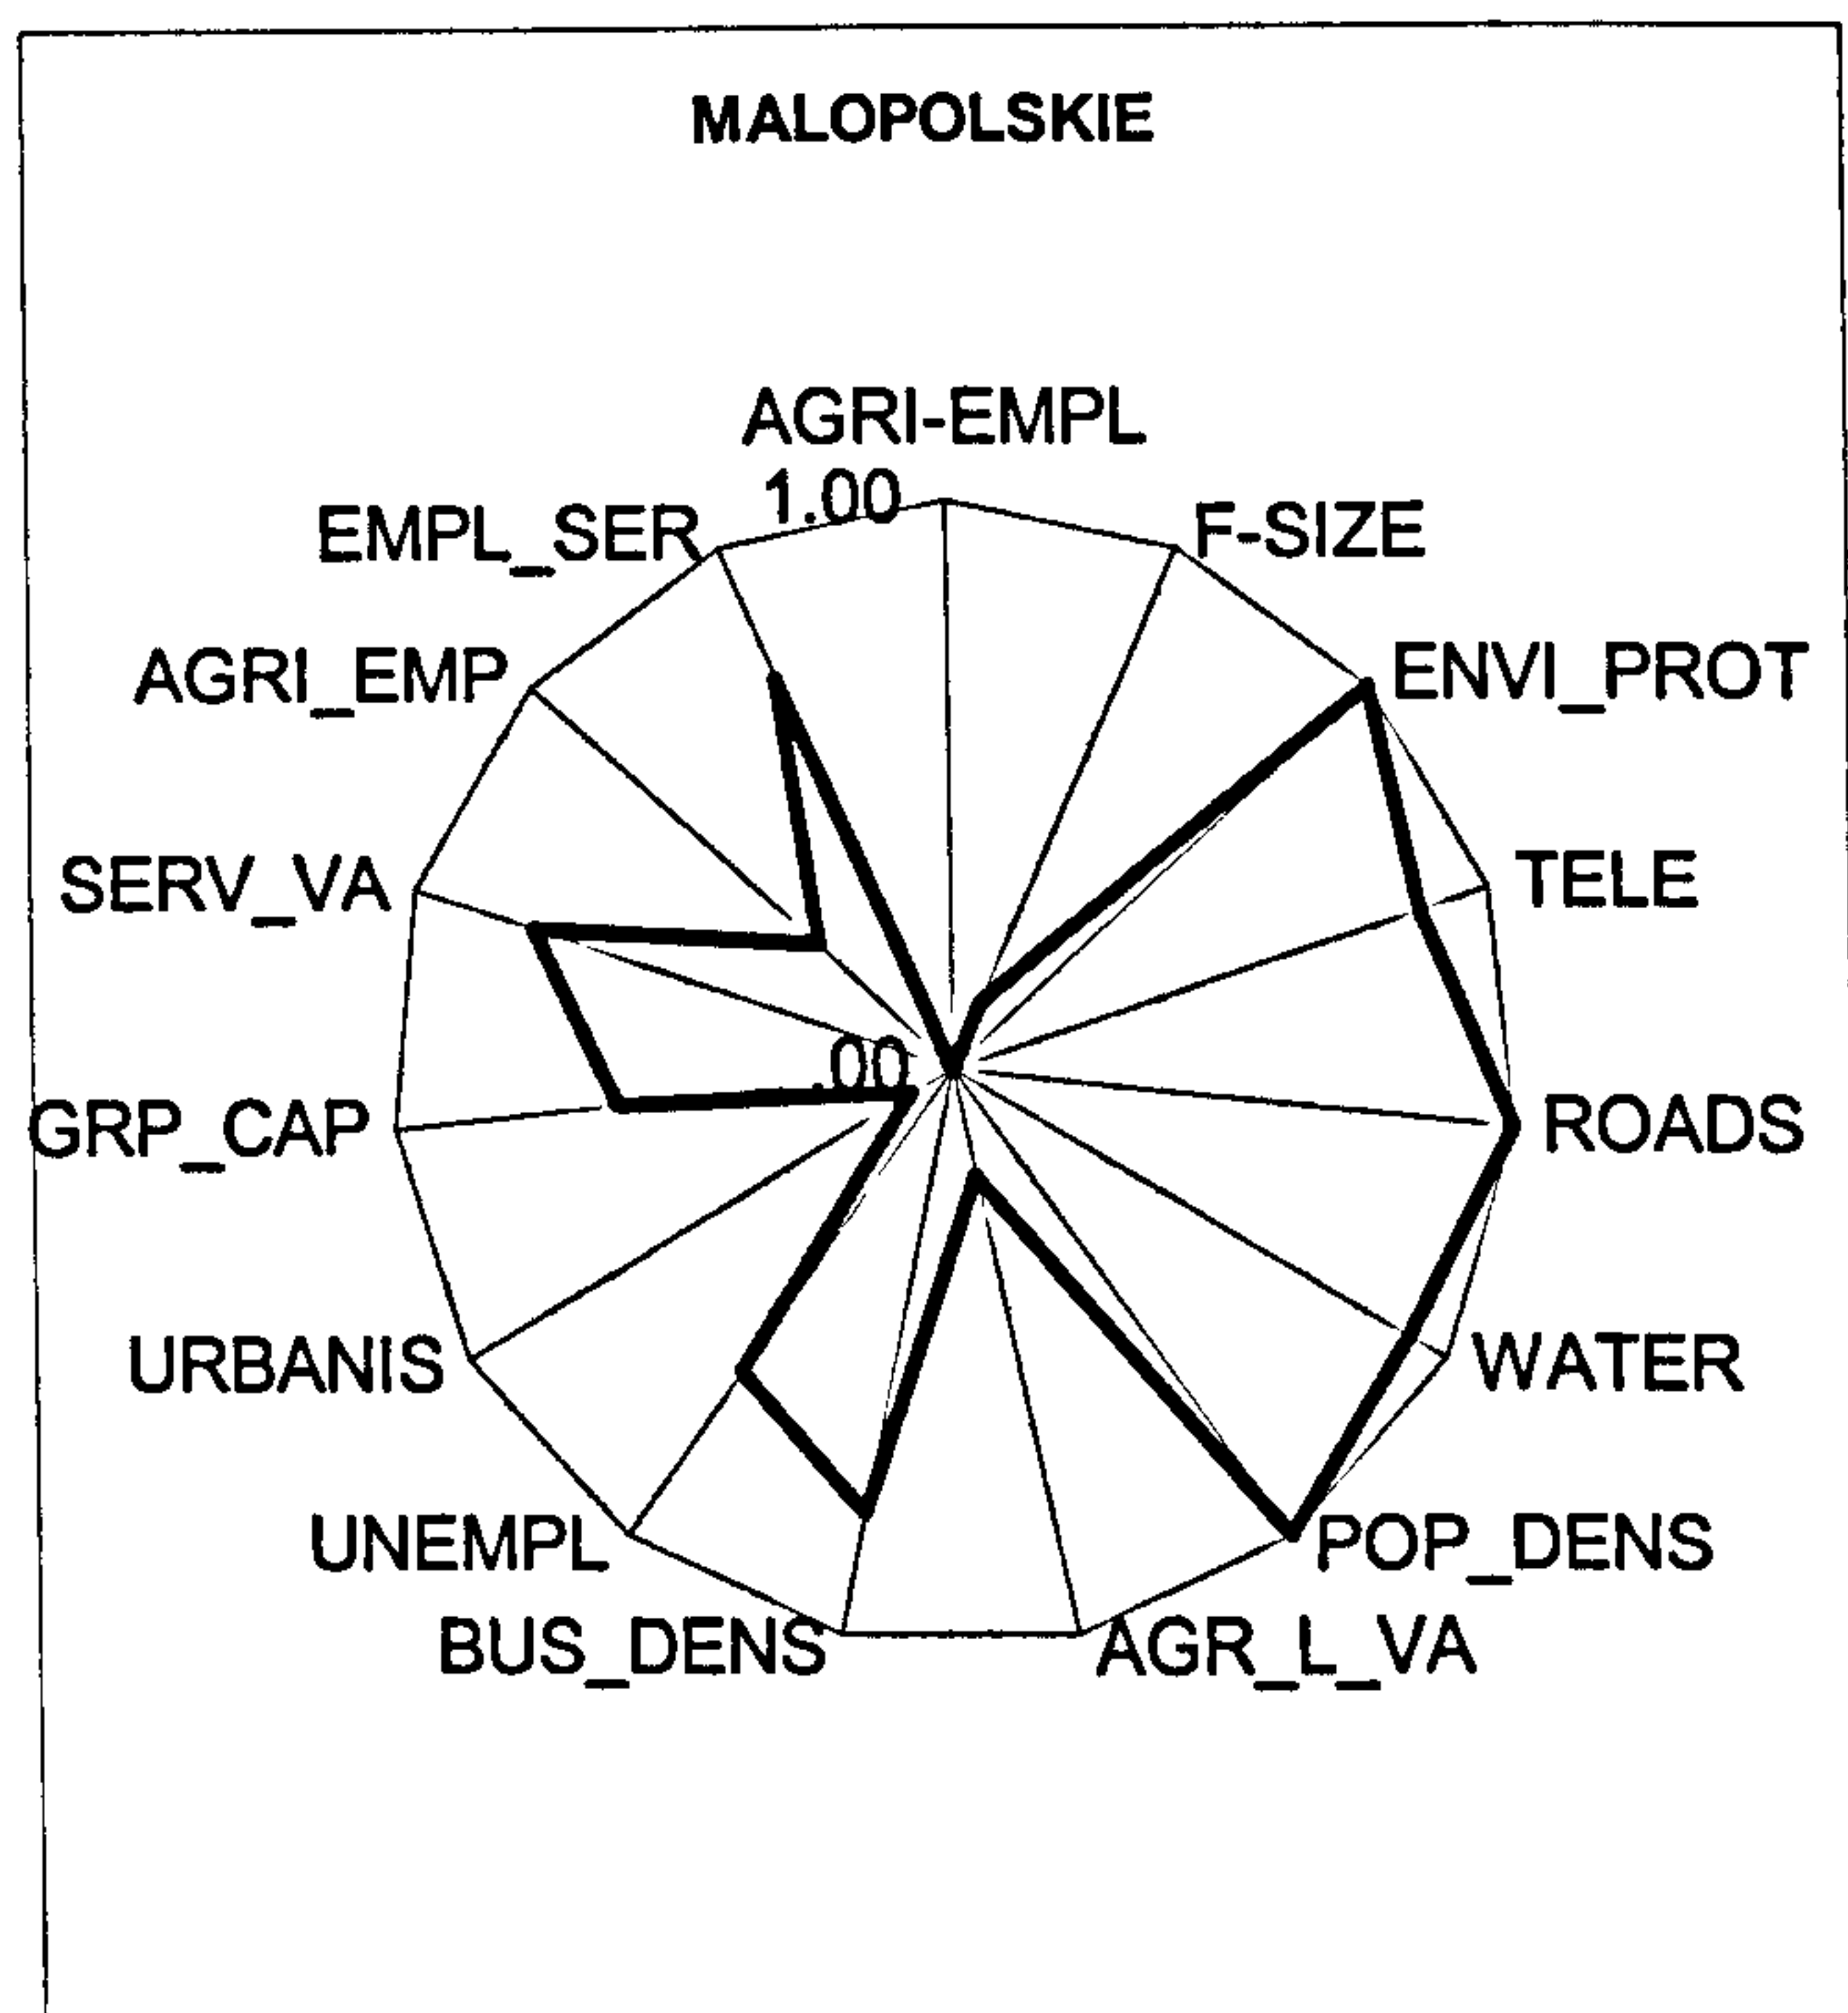 MALOPOLSKIE
AGRI-EMPL
1.00
EMPL_SER
F-SIZE
AGRI_EMP
ENVI_PROT
SERV_VA
TELE
.00
GRP_CAP
ROADS
URBANIS
WATER
UNEMPL
POP_DENS
BUS_DENS
AGR_L_VA